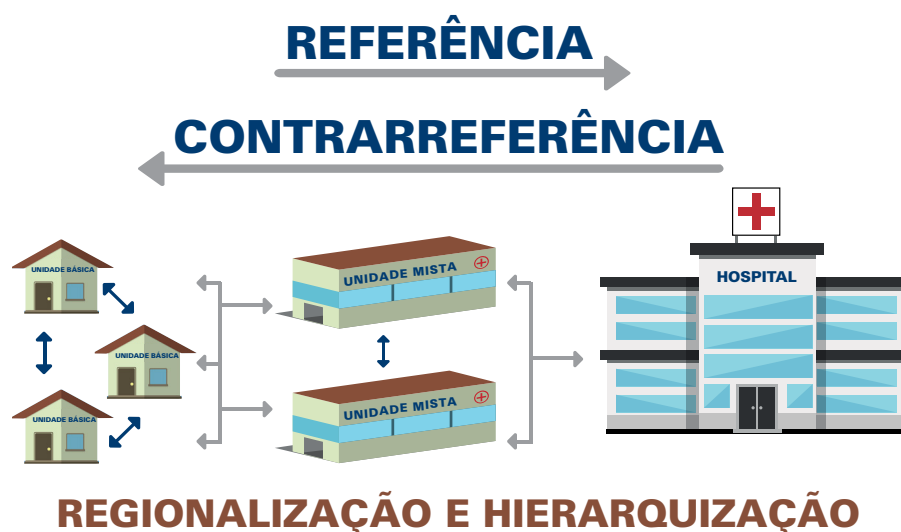 REFERÊNCIA
CONTRARREFERÊNCIA
UNIDADE BÁSICA
UNIDADE MISTA
HOSPITAL
UNIDADE BÁSICA
UNIDADE MISTA
UNIDADE BÁSICA
REGIONALIZAÇÃO E HIERARQUIZAÇÃO